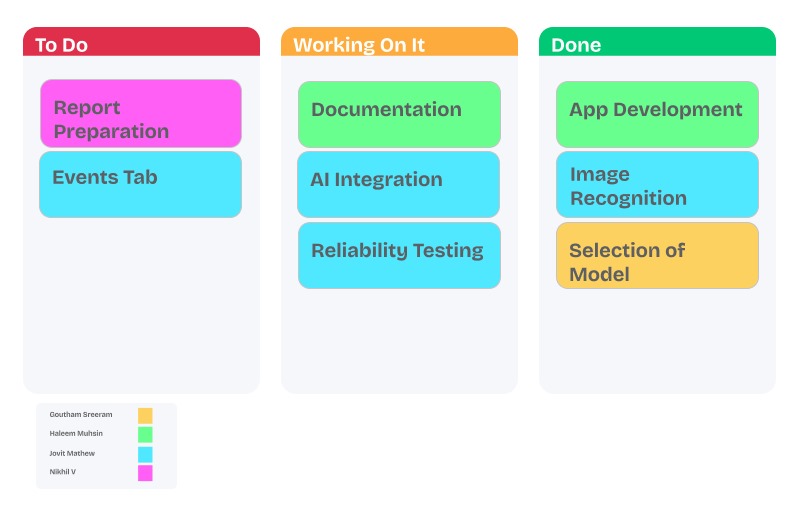 To Do
Report
Preparation
Events Tab
Working On It
Documentation
AI Integration
Reliability Testing
Done
App Development
Image
Recognition
Selection of
Model
Goutham Sreeram
Haleem Muhsin
Jovit Mathew
Nikhil V